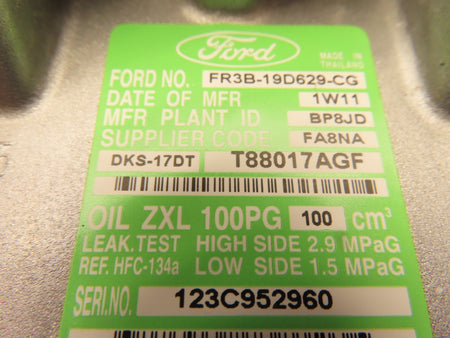 Ford
MADE IN
THAILAND
FORD NO. FR3B-19D629-CG
DATE OF MFR 1W11
MFR PLANT ID BP8JD
SUPPLIER CODE FA8NA
DKS-17DT T88017AGF
OIL ZXL 100PG 100 cm³
LEAK.TEST HIGH SIDE 2.9 MPaG
REF. HFC-134a LOW SIDE 1.5 MPaG
SERI.NO. 123C952960